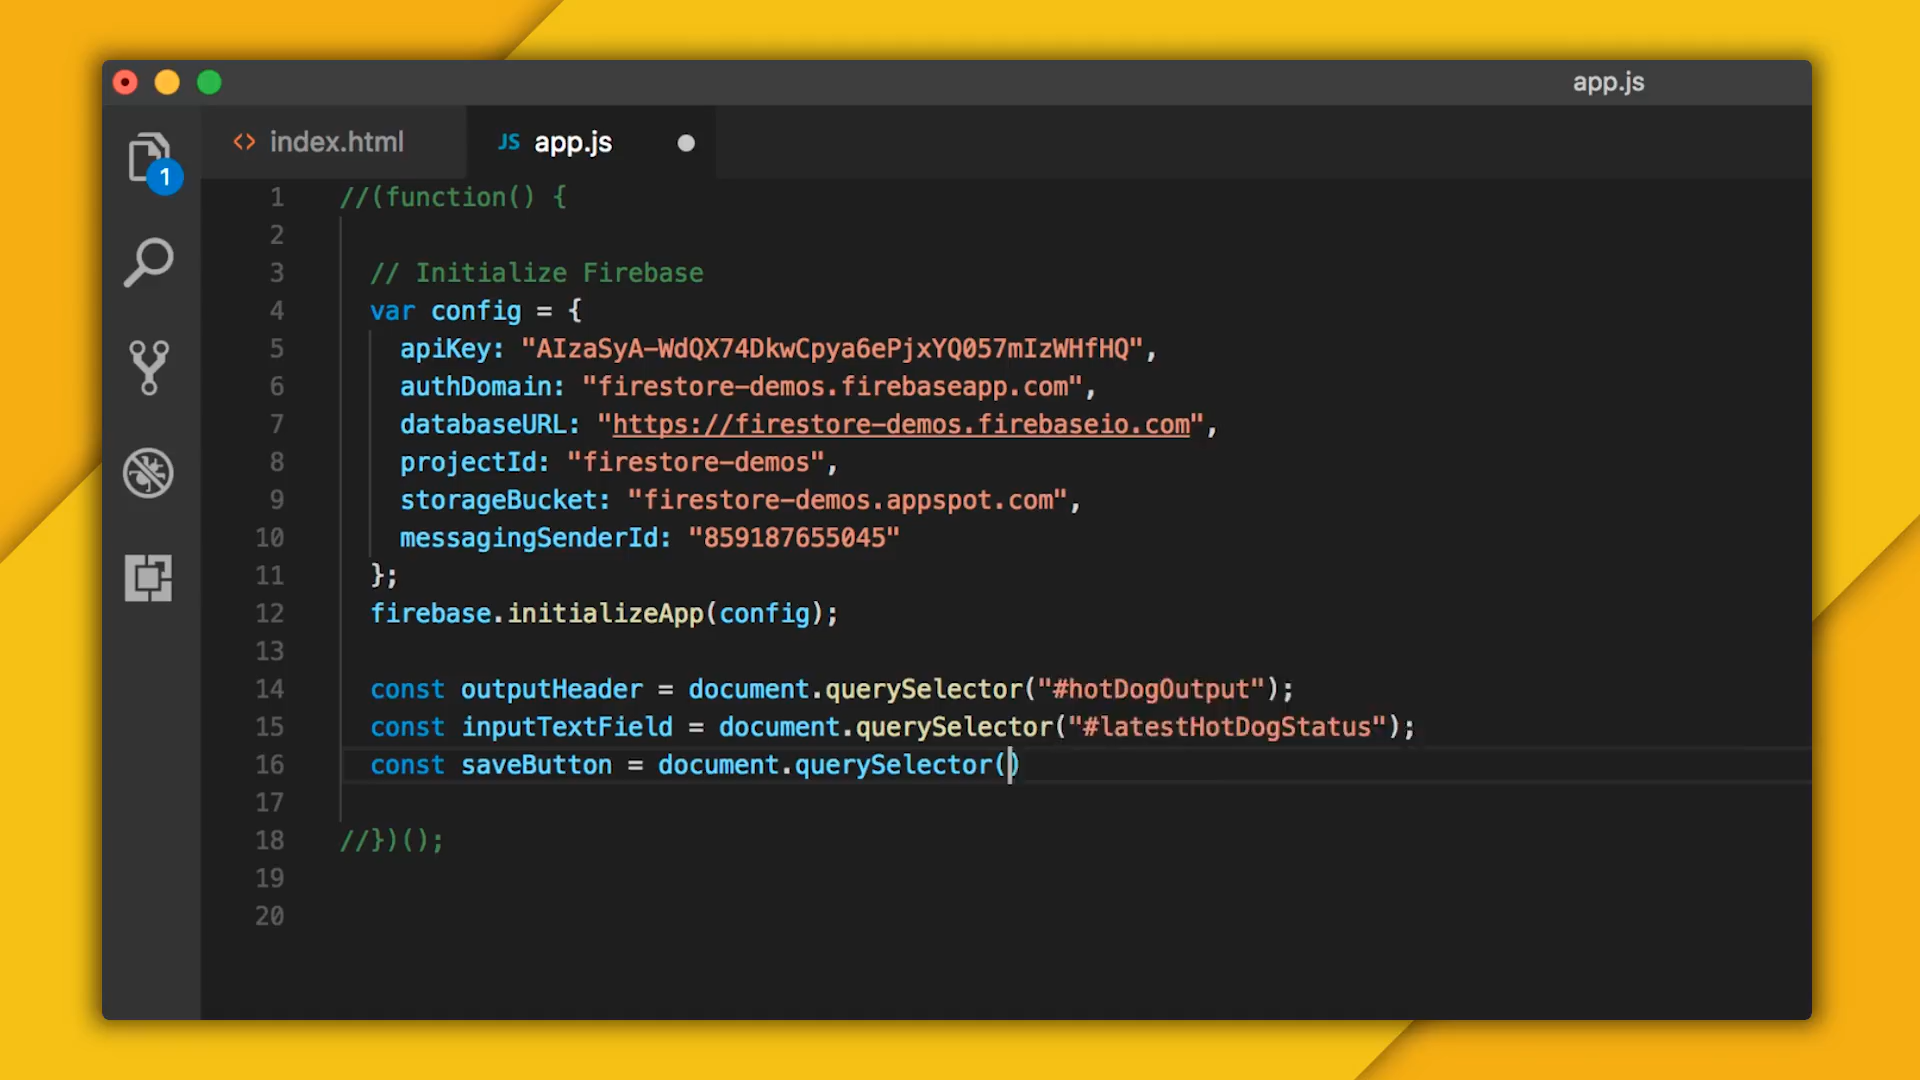 app.js
1
<> index.html
JS app.js
1 //(function() {
2
3 // Initialize Firebase
4 var config = {
5 apiKey: "AIzaSyA-WdQX74DkwCpya6ePjxYQ057mIzWHfHQ",
6 authDomain: "firestore-demos.firebaseapp.com",
7 databaseURL: "https://firestore-demos.firebaseio.com",
8 projectId: "firestore-demos",
9 storageBucket: "firestore-demos.appspot.com",
10 messagingSenderId: "859187655045"
11 };
12 firebase.initializeApp(config);
13
14 const outputHeader = document.querySelector("#hotDogOutput");
15 const inputTextField = document.querySelector("#latestHotDogStatus");
16 const saveButton = document.querySelector()
17
18 //})();
19
20